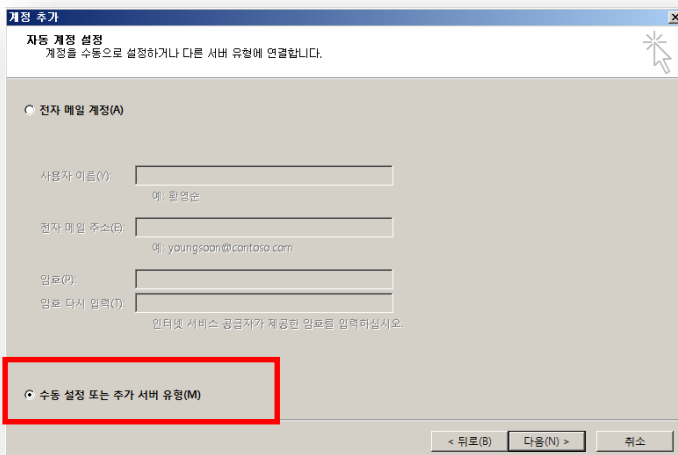 계정 추가
자동 계정 설정
계정을 수동으로 설정하거나 다른 서버 유형에 연결합니다.
전자 메일 계정(A)
사용자 이름(Y):
예: 황영순
전자 메일 주소(E):
예: youngsoon@contoso.com
암호(P):
암호 다시 입력(T):
인터넷 서비스 공급자가 제공한 암호를 입력하십시오.
수동 설정 또는 추가 서버 유형(M)
< 뒤로(B) 다음(N) > 취소